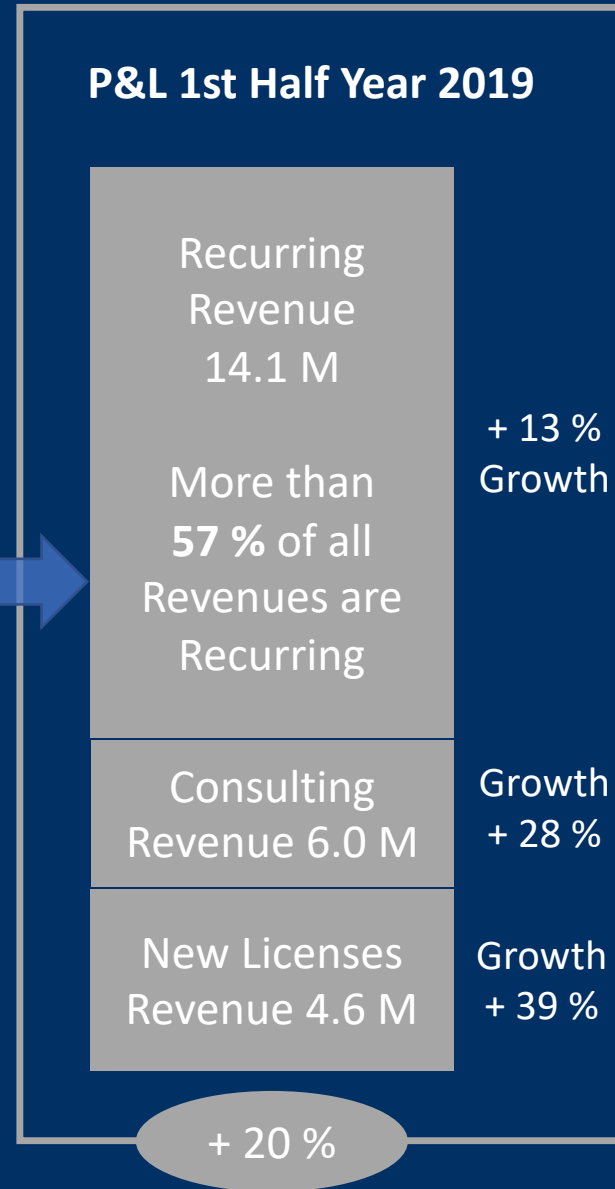 P&L 1st Half Year 2019
Recurring
Revenue
14.1 M
More than
57 % of all
Revenues are
Recurring
+ 13 %
Growth
Consulting
Revenue 6.0 M
Growth
+ 28 %
New Licenses
Revenue 4.6 M
Growth
+ 39 %
+ 20 %